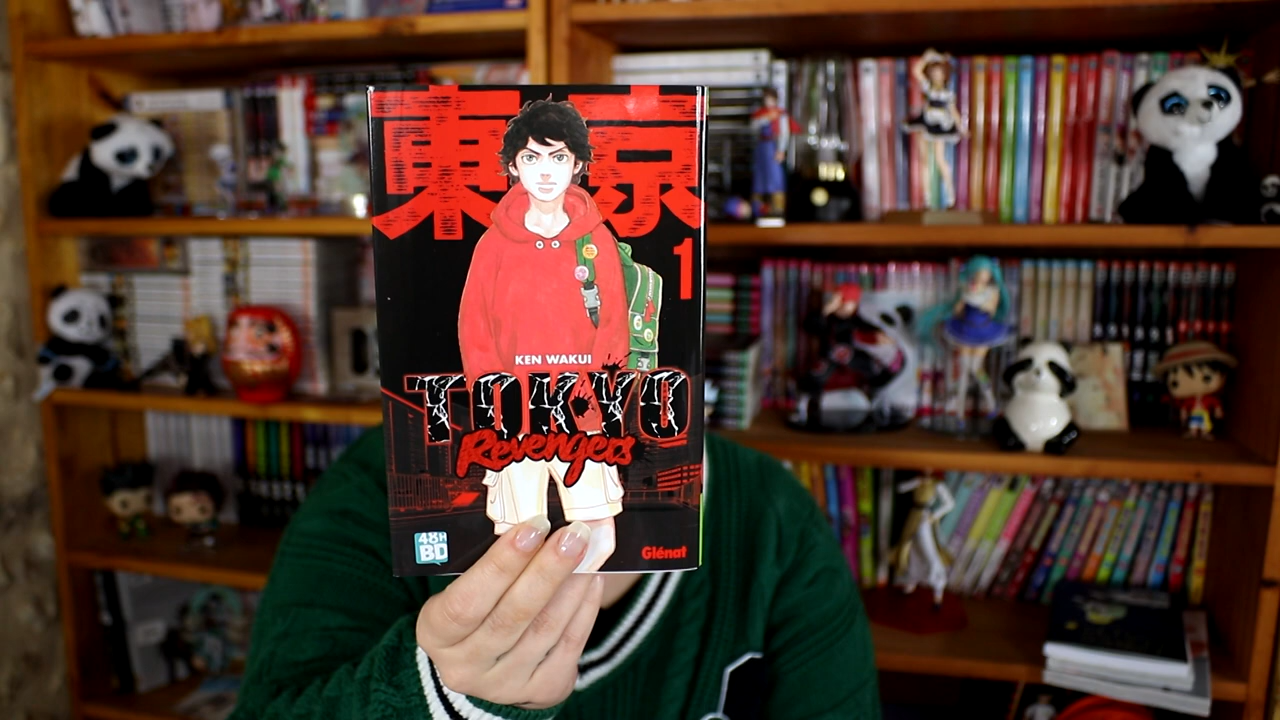 東京
1
KEN WAKUI
TOKYO
Revengers
48H
BD
Glénat